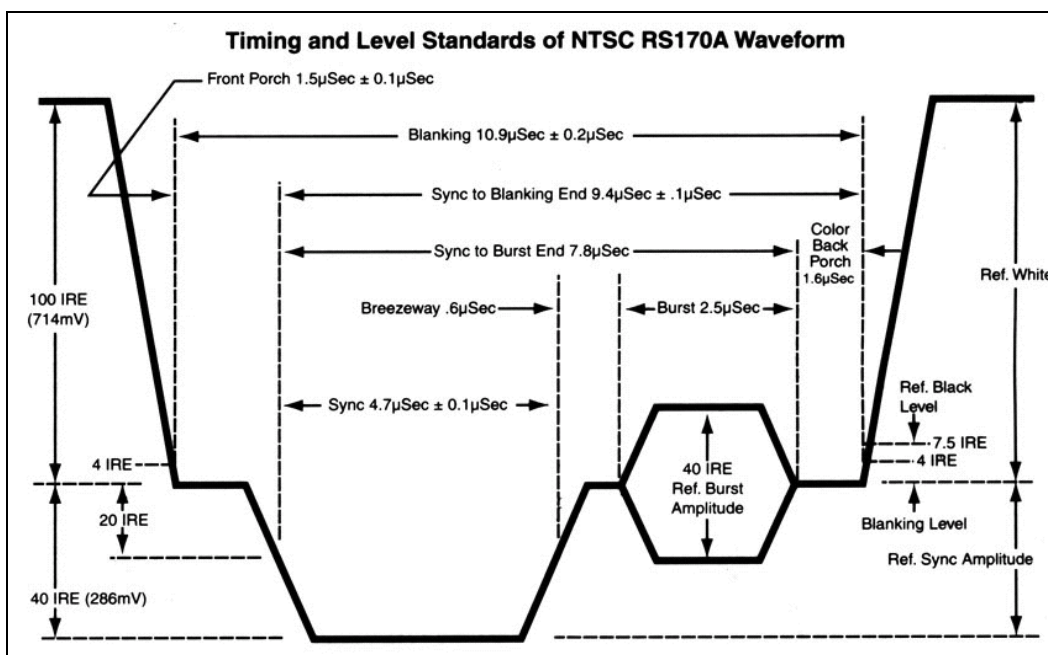 Timing and Level Standards of NTSC RS170A Waveform
Front Porch 1.5µSec ± 0.1µSec
Blanking 10.9µSec ± 0.2µSec
Sync to Blanking End 9.4µSec ± .1µSec
Sync to Burst End 7.8µSec
Color
Back
Porch
1.6µSec
Ref. White
100 IRE
(714mV)
Breezeway .6µSec
Burst 2.5µSec
Sync 4.7µSec ± 0.1µSec
Ref. Black
Level
7.5 IRE
4 IRE
4 IRE
40 IRE
Ref. Burst
Amplitude
20 IRE
Blanking Level
Ref. Sync Amplitude
40 IRE (286mV)